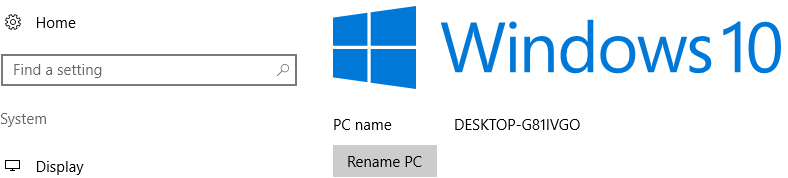 Home
Find a setting
System
Display
Windows 10
PC name DESKTOP-G81IVGO
Rename PC